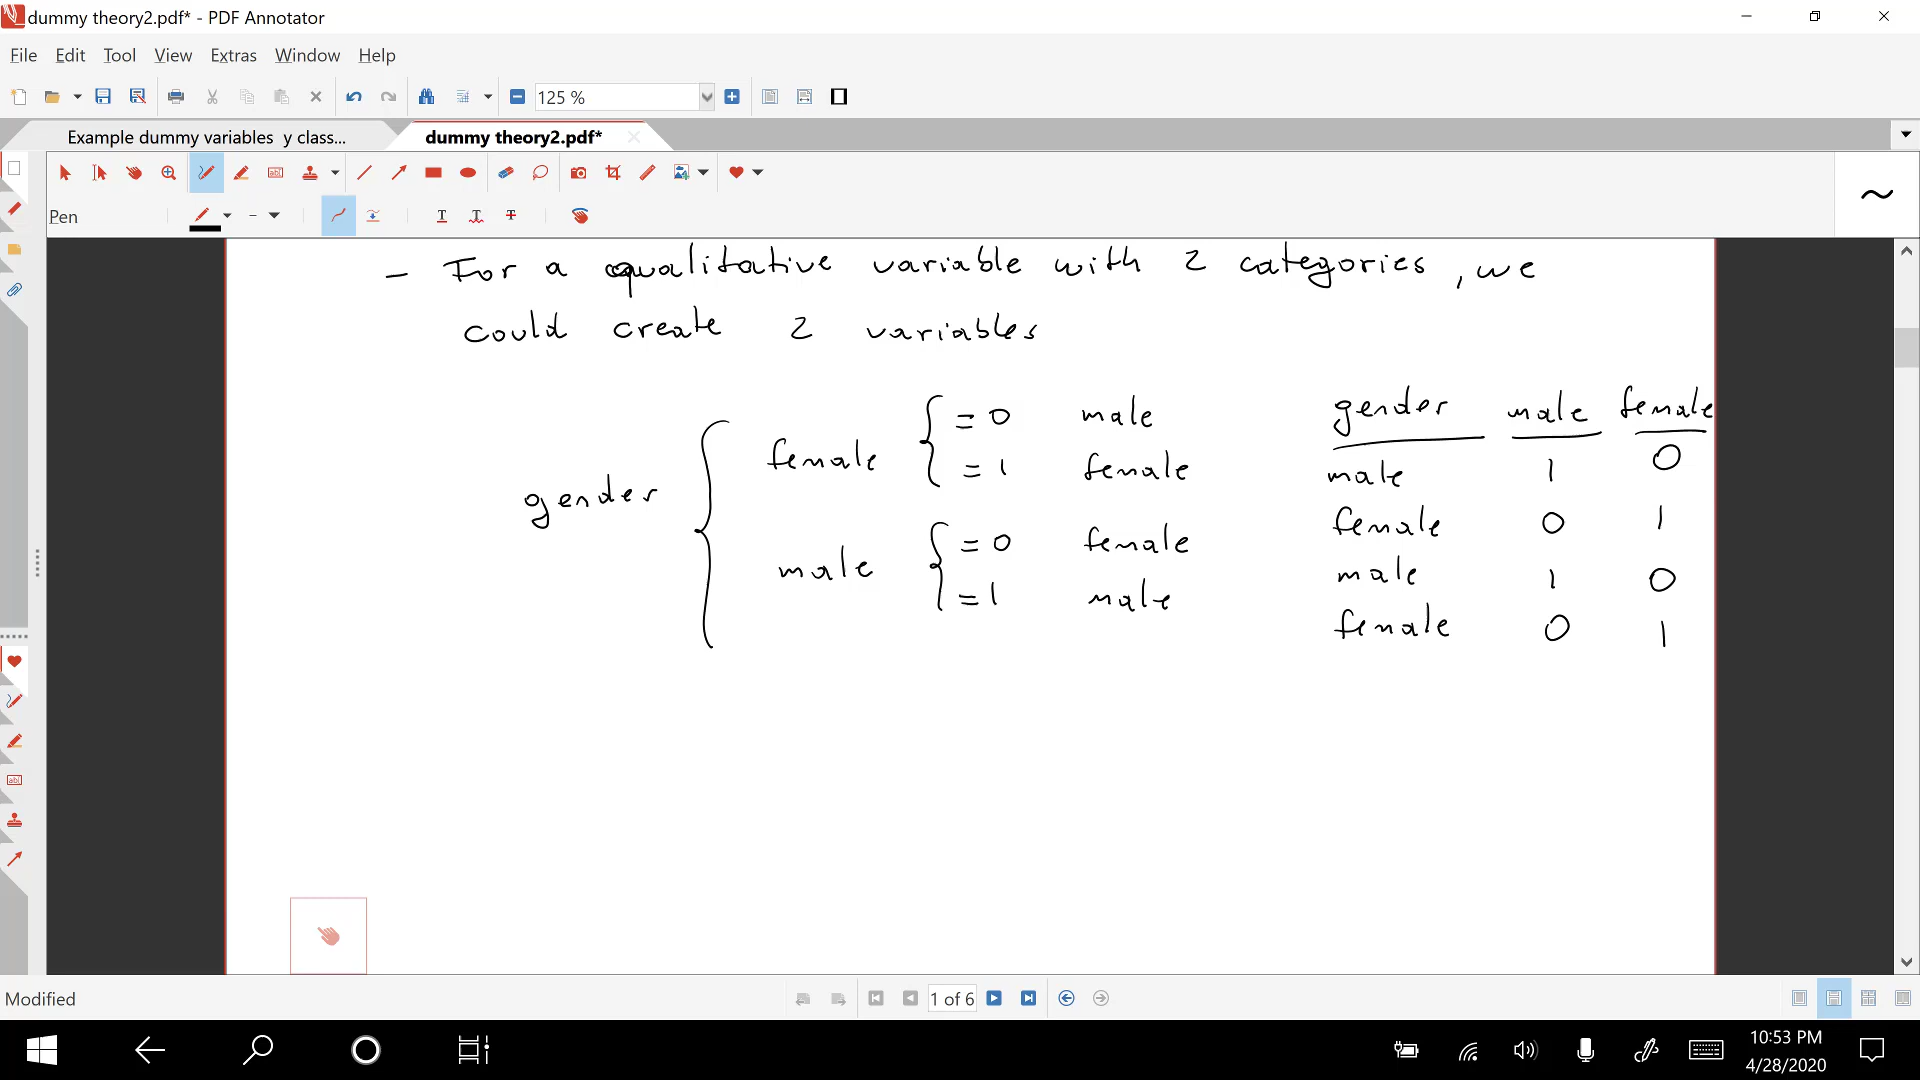 dummy theory2.pdf* - PDF Annotator
File Edit Tool View Extras Window Help
125 %
Example dummy variables y class...
dummy theory2.pdf*
Pen
- For a qualitative variable with 2 categories, we
could create 2 variables
gender
female
= 0 male
= 1 female
male
= 0 female
= 1 male
gender male female
male 1 0
female 0 1
male 1 0
female 0 1
Modified
1 of 6
10:53 PM
4/28/2020